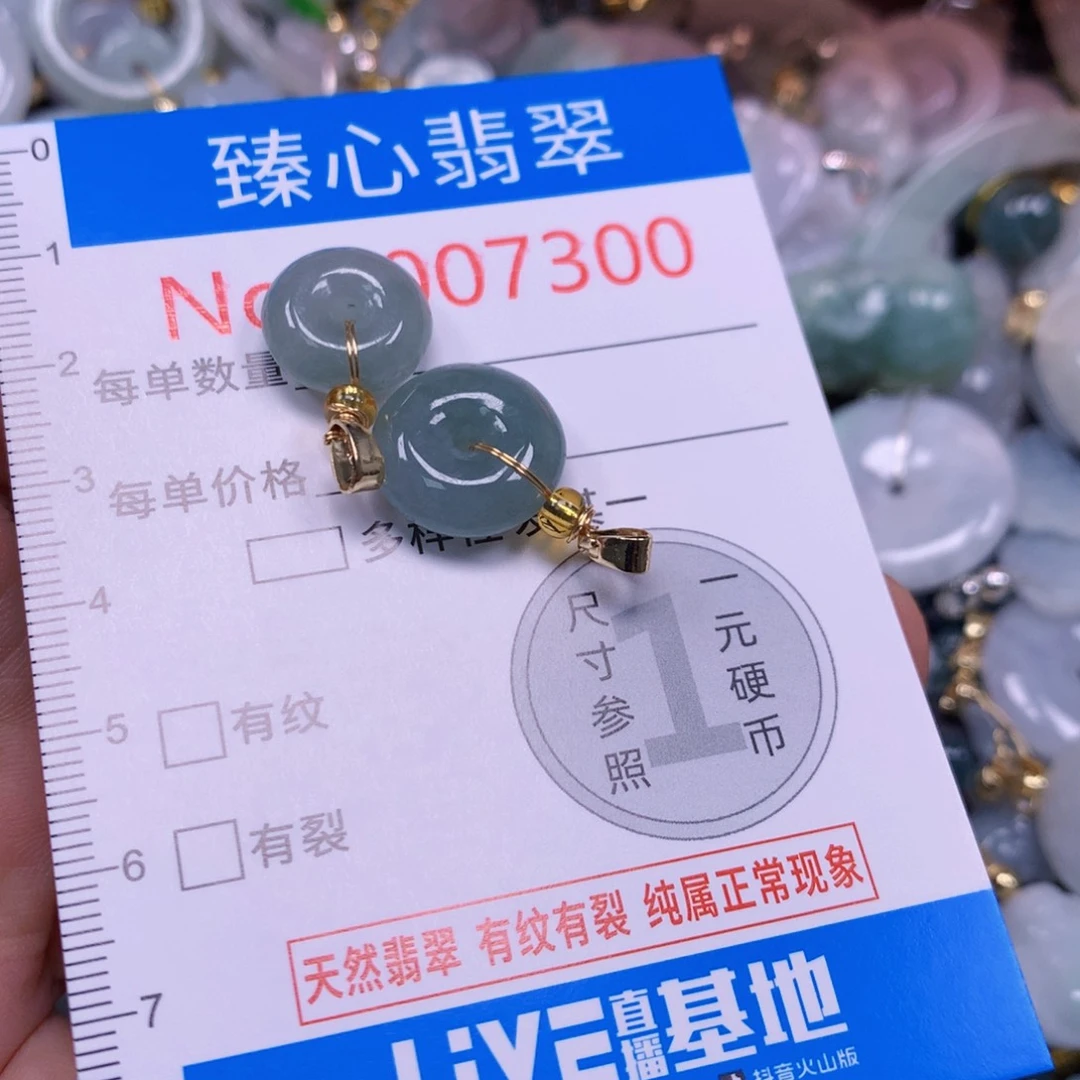 0
臻心翡翠
1
No 007300
2
每单数量
3
每单价格
多样性
一
4
一元硬币
尺寸参照
1
5
有纹
有裂
6
天然翡翠 有纹有裂 纯属正常现象
7
LiVE直播基地
抖音火山版